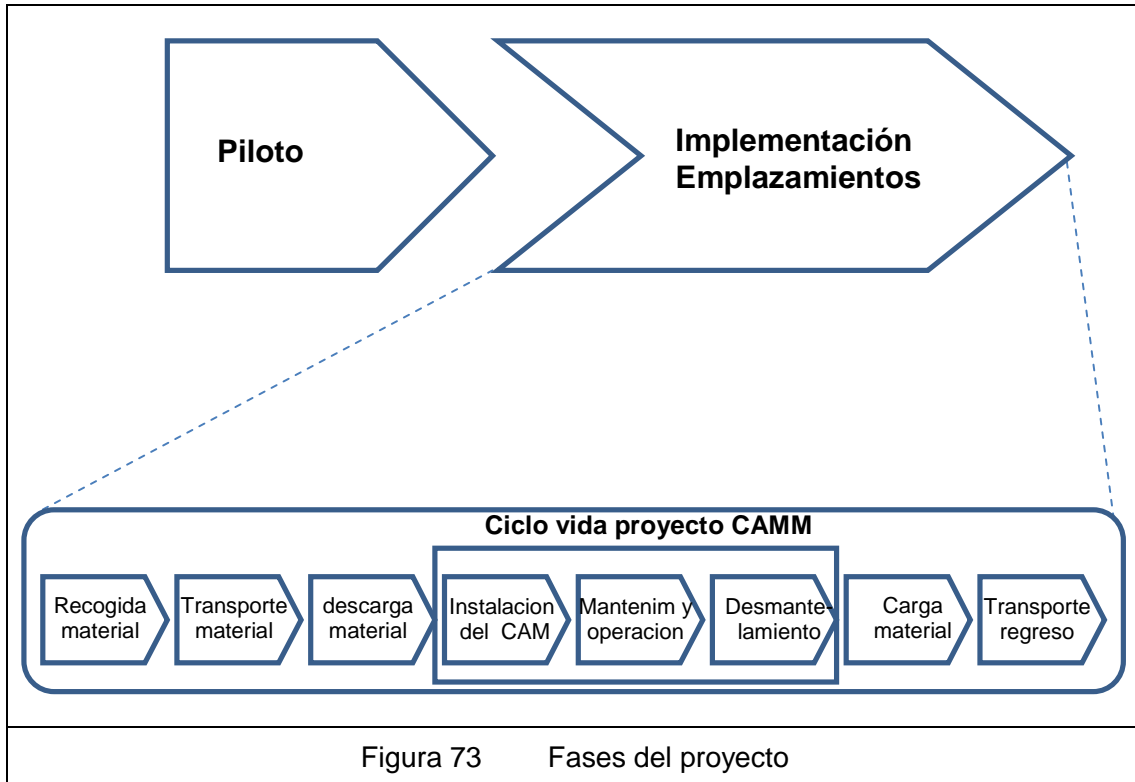 Piloto
Implementación
Emplazamientos
Ciclo vida proyecto CAMM
Recogida
material
Transporte
material
descarga
material
Instalacion
del CAM
Mantenim y
operacion
Desmante-
lamiento
Carga
material
Transporte
regreso
Figura 73 Fases del proyecto